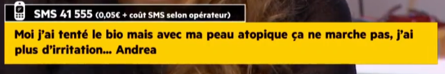 SMS 41 555 (0,05€ + coût SMS selon opérateur)
Moi j'ai tenté le bio mais avec ma peau atopique ça ne marche pas, j'ai
plus d'irritation... Andrea